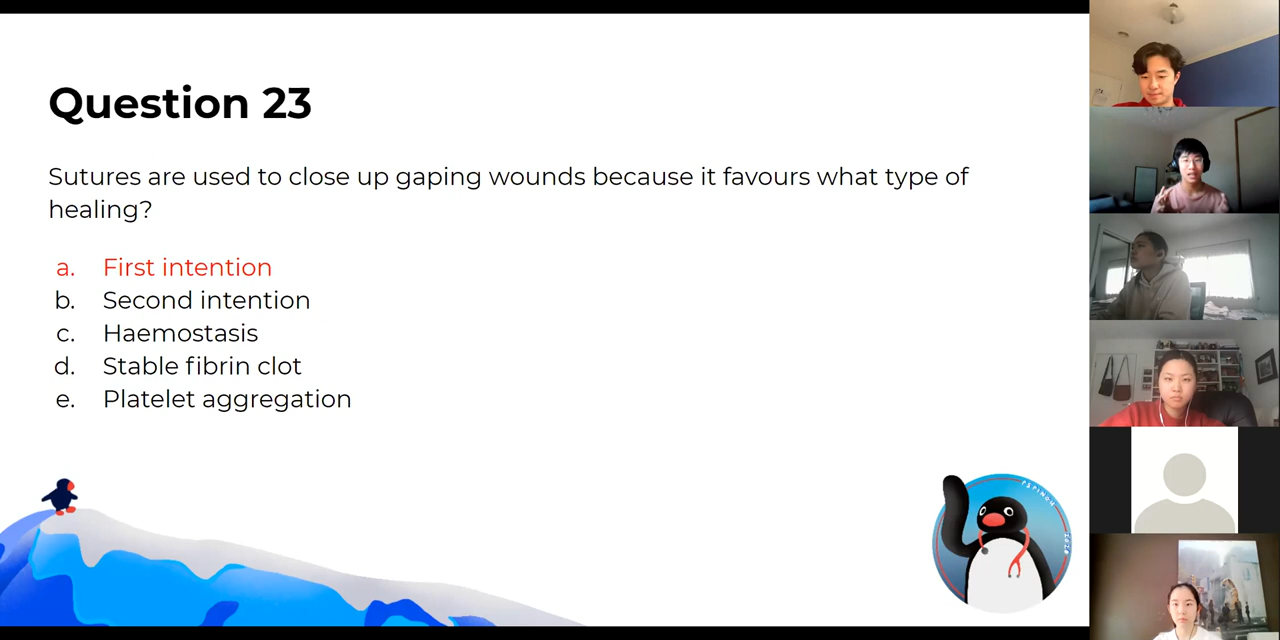 Question 23
Sutures are used to close up gaping wounds because it favours what type of
healing?
a. First intention
b. Second intention
c. Haemostasis
d. Stable fibrin clot
e. Platelet aggregation